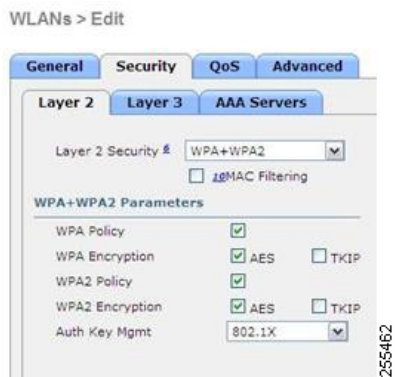 WLANs > Edit
General Security QoS Advanced
Layer 2 Layer 3 AAA Servers
Layer 2 Security 6 WPA+WPA2
10MAC Filtering
WPA+WPA2 Parameters
WPA Policy
WPA Encryption AES TKIP
WPA2 Policy
WPA2 Encryption AES TKIP
Auth Key Mgmt 802.1X
255462